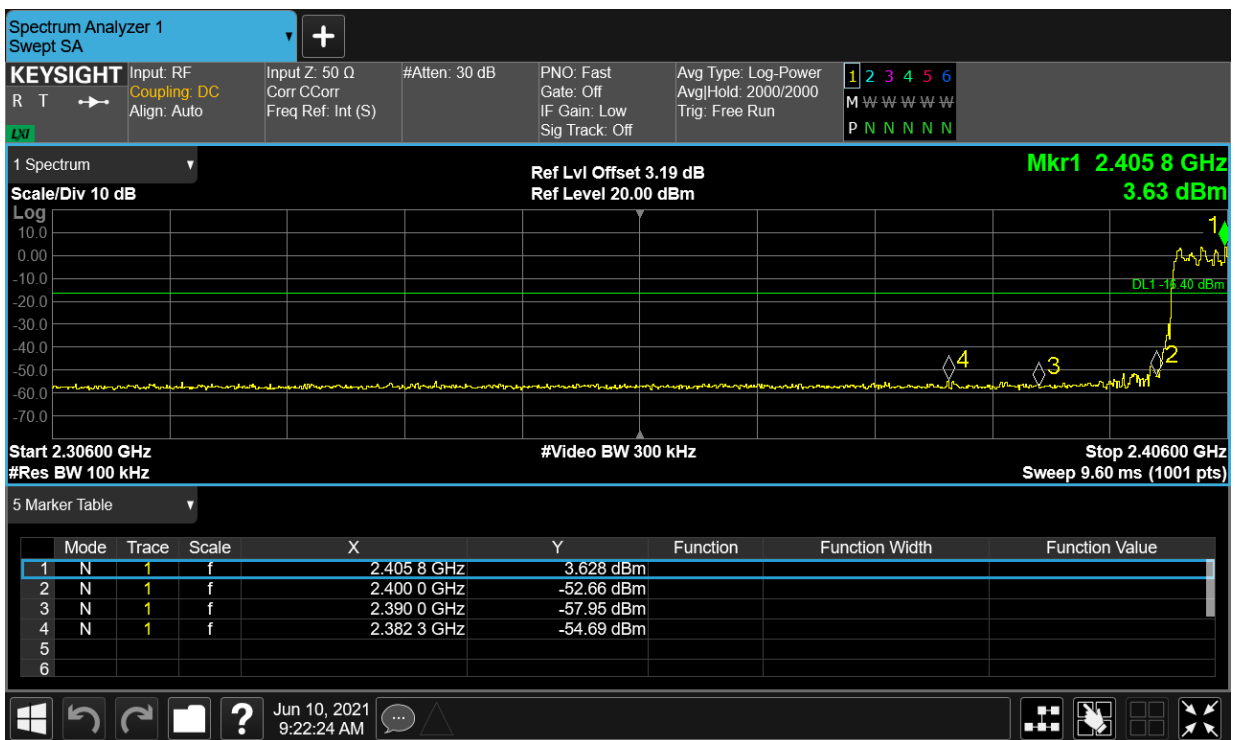 Spectrum Analyzer 1
Swept SA
KEYSIGHT
R T
LXI
Input: RF
Coupling: DC
Align: Auto
Input Z: 50 Ω
Corr CCorr
Freq Ref: Int (S)
#Atten: 30 dB
PNO: Fast
Gate: Off
IF Gain: Low
Sig Track: Off
Avg Type: Log-Power
Avg|Hold: 2000/2000
Trig: Free Run
1 2 3 4 5 6
M W W W W W
P N N N N N
1 Spectrum
Scale/Div 10 dB
Ref Lvl Offset 3.19 dB
Ref Level 20.00 dBm
Mkr1 2.405 8 GHz
3.63 dBm
Log
10.0
0.00
-10.0
-20.0
-30.0
-40.0
-50.0
-60.0
-70.0
1
DL1 -16.40 dBm
4
3
2
Start 2.30600 GHz
#Video BW 300 kHz
Stop 2.40600 GHz
#Res BW 100 kHz
Sweep 9.60 ms (1001 pts)
5 Marker Table
Mode Trace Scale X Y Function Function Width Function Value
1 N 1 f 2.405 8 GHz 3.628 dBm
2 N 1 f 2.400 0 GHz -52.66 dBm
3 N 1 f 2.390 0 GHz -57.95 dBm
4 N 1 f 2.382 3 GHz -54.69 dBm
5
6
?
Jun 10, 2021
9:22:24 AM